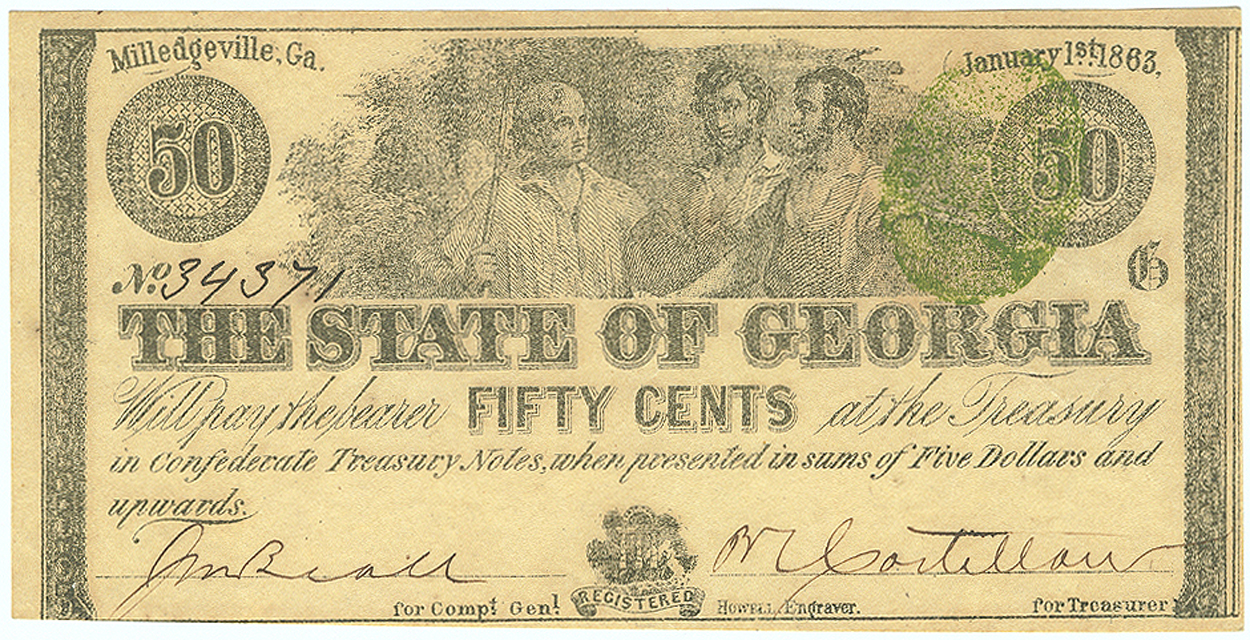 Milledgeville, Ga. January 1st 1863.
50 50
No. 34371 G
THE STATE OF GEORGIA
Will pay the bearer FIFTY CENTS at the Treasury
in Confederate Treasury Notes, when presented in sums of Five Dollars and
upwards.
for Compt Genl. REGISTERED Howell, Engraver. for Treasurer